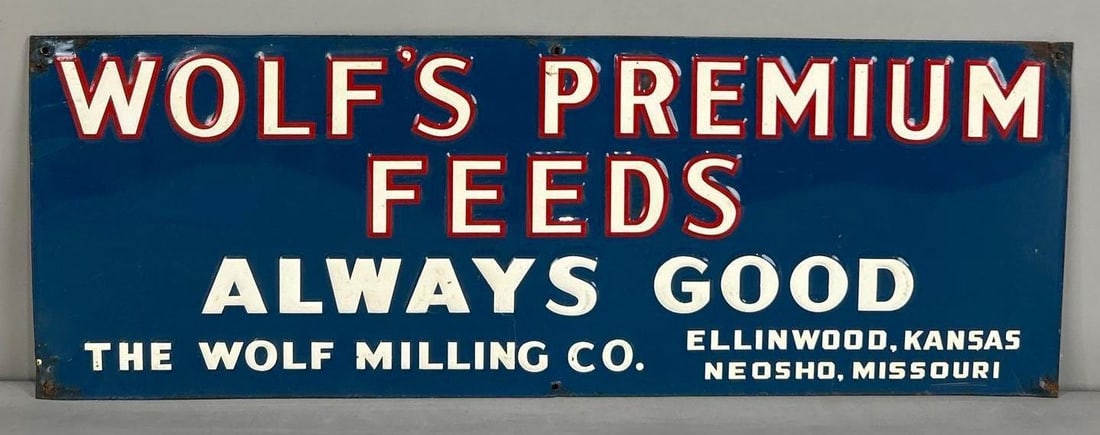 WOLF'S PREMIUM
FEEDS
ALWAYS GOOD
THE WOLF MILLING CO.
ELLINWOOD, KANSAS
NEOSHO, MISSOURI